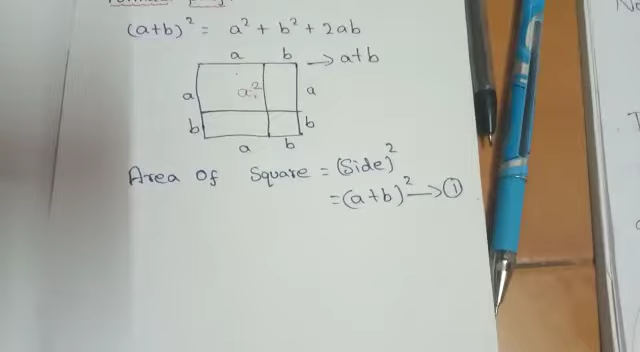 (a+b)² = a² + b² + 2ab
a b → a+b
a a² a
b b
a b
Area of Square = (Side)²
= (a+b)² → ①